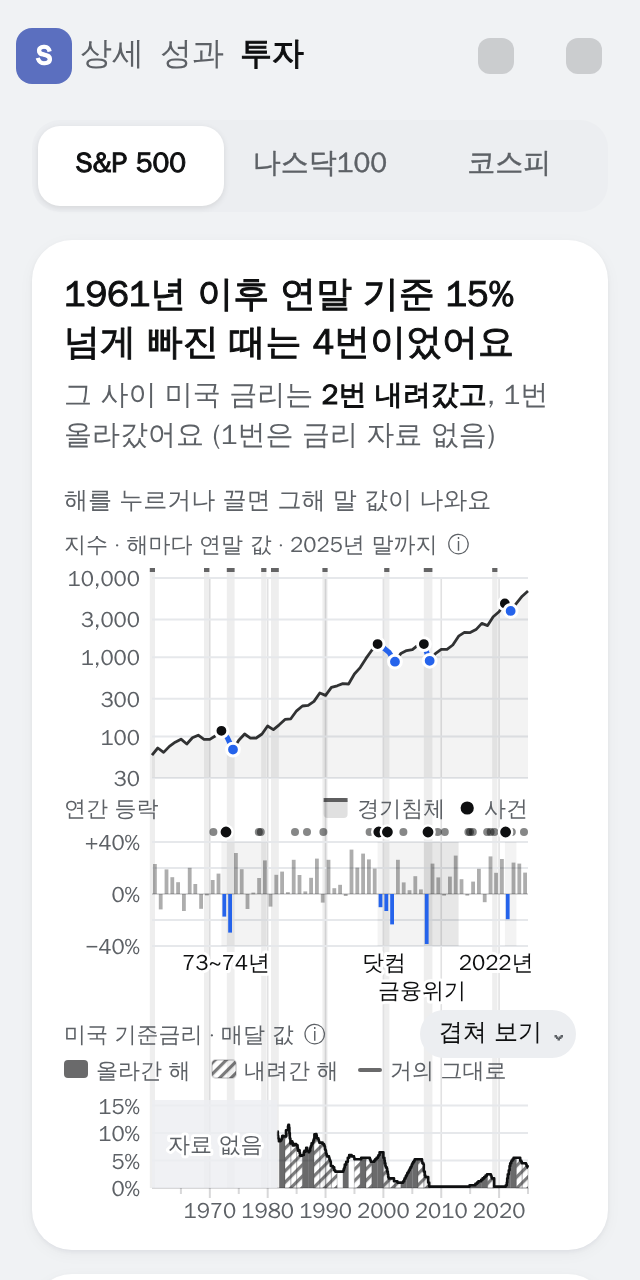 S 상세 성과 투자
S&P 500 나스닥100 코스피
1961년 이후 연말 기준 15%
넘게 빠진 때는 4번이었어요
그 사이 미국 금리는 2번 내려갔고, 1번
올라갔어요 (1번은 금리 자료 없음)
해를 누르거나 끌면 그해 말 값이 나와요
지수 · 해마다 연말 값 · 2025년 말까지 ⓘ
10,000
3,000
1,000
300
100
30
연간 등락 경기침체 사건
+40%
0%
−40%
73~74년 닷컴 2022년
금융위기
미국 기준금리 · 매달 값 ⓘ 겹쳐 보기
올라간 해 내려간 해 거의 그대로
15%
10%
자료 없음
5%
0%
1970 1980 1990 2000 2010 2020